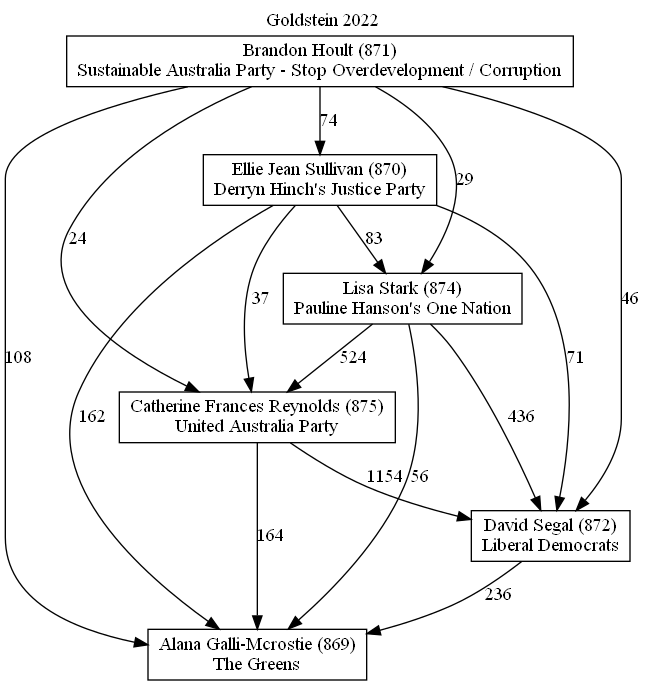 Goldstein 2022
Brandon Hoult (871)
Sustainable Australia Party - Stop Overdevelopment / Corruption
74
Ellie Jean Sullivan (870)
Derryn Hinch's Justice Party
29
24
83
Lisa Stark (874)
Pauline Hanson's One Nation
37
46
108
524
71
Catherine Frances Reynolds (875)
United Australia Party
162
436
1154
56
David Segal (872)
Liberal Democrats
164
236
Alana Galli-Mcrostie (869)
The Greens